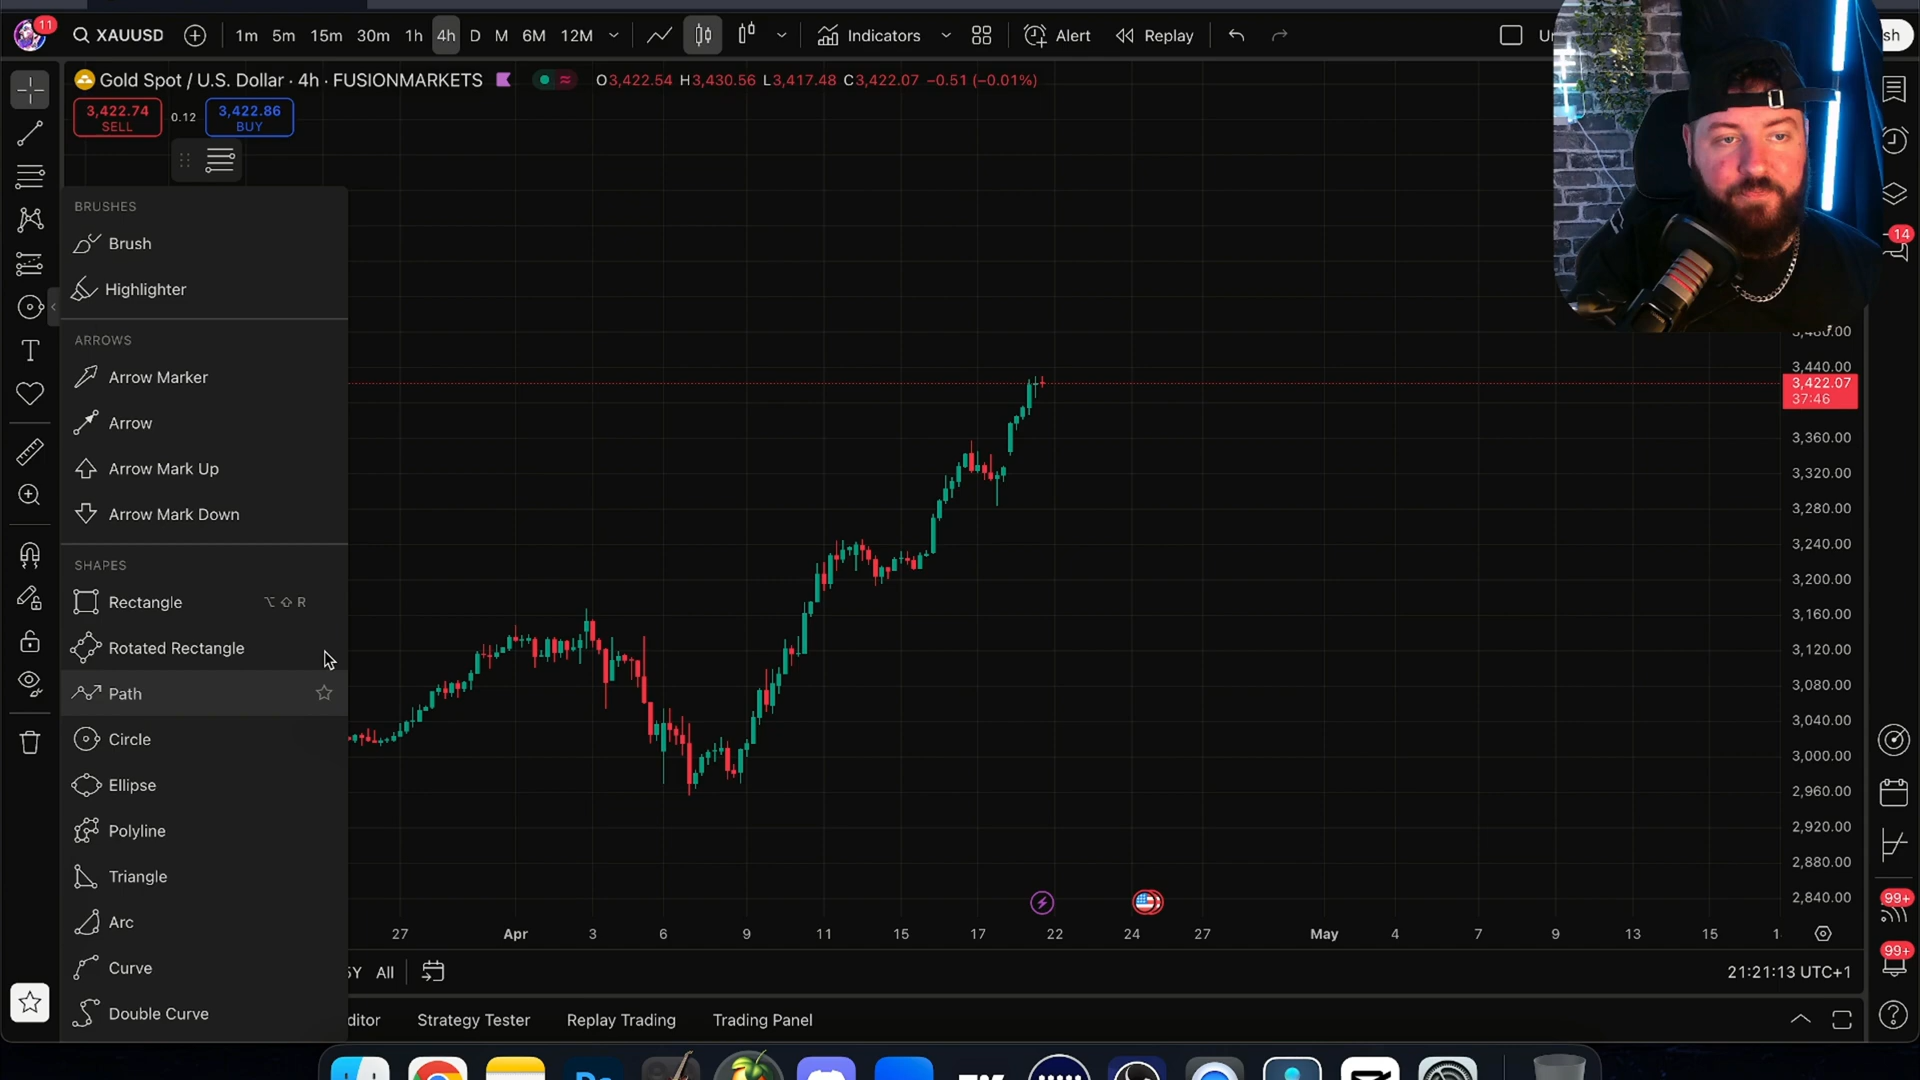 11
XAUUSD
1m 5m 15m 30m 1h 4h D M 6M 12M
Indicators
Alert
Replay
sh
Gold Spot / U.S. Dollar · 4h · FUSIONMARKETS
O3,422.54 H3,430.56 L3,417.48 C3,422.07 −0.51 (−0.01%)
3,422.74
SELL
0.12
3,422.86
BUY
BRUSHES
Brush
Highlighter
ARROWS
Arrow Marker
Arrow
Arrow Mark Up
Arrow Mark Down
SHAPES
Rectangle ⌥ ⇧ R
Rotated Rectangle
Path
Circle
Ellipse
Polyline
Triangle
Arc
Curve
Double Curve
14
3,480.00
3,440.00
3,422.07
37:46
3,360.00
3,320.00
3,280.00
3,240.00
3,200.00
3,160.00
3,120.00
3,080.00
3,040.00
3,000.00
2,960.00
2,920.00
2,880.00
2,840.00
99+
99+
27 Apr 3 6 9 11 15 17 22 24 27 May 4 7 9 13 15
5Y All
21:21:13 UTC+1
ditor Strategy Tester Replay Trading Trading Panel